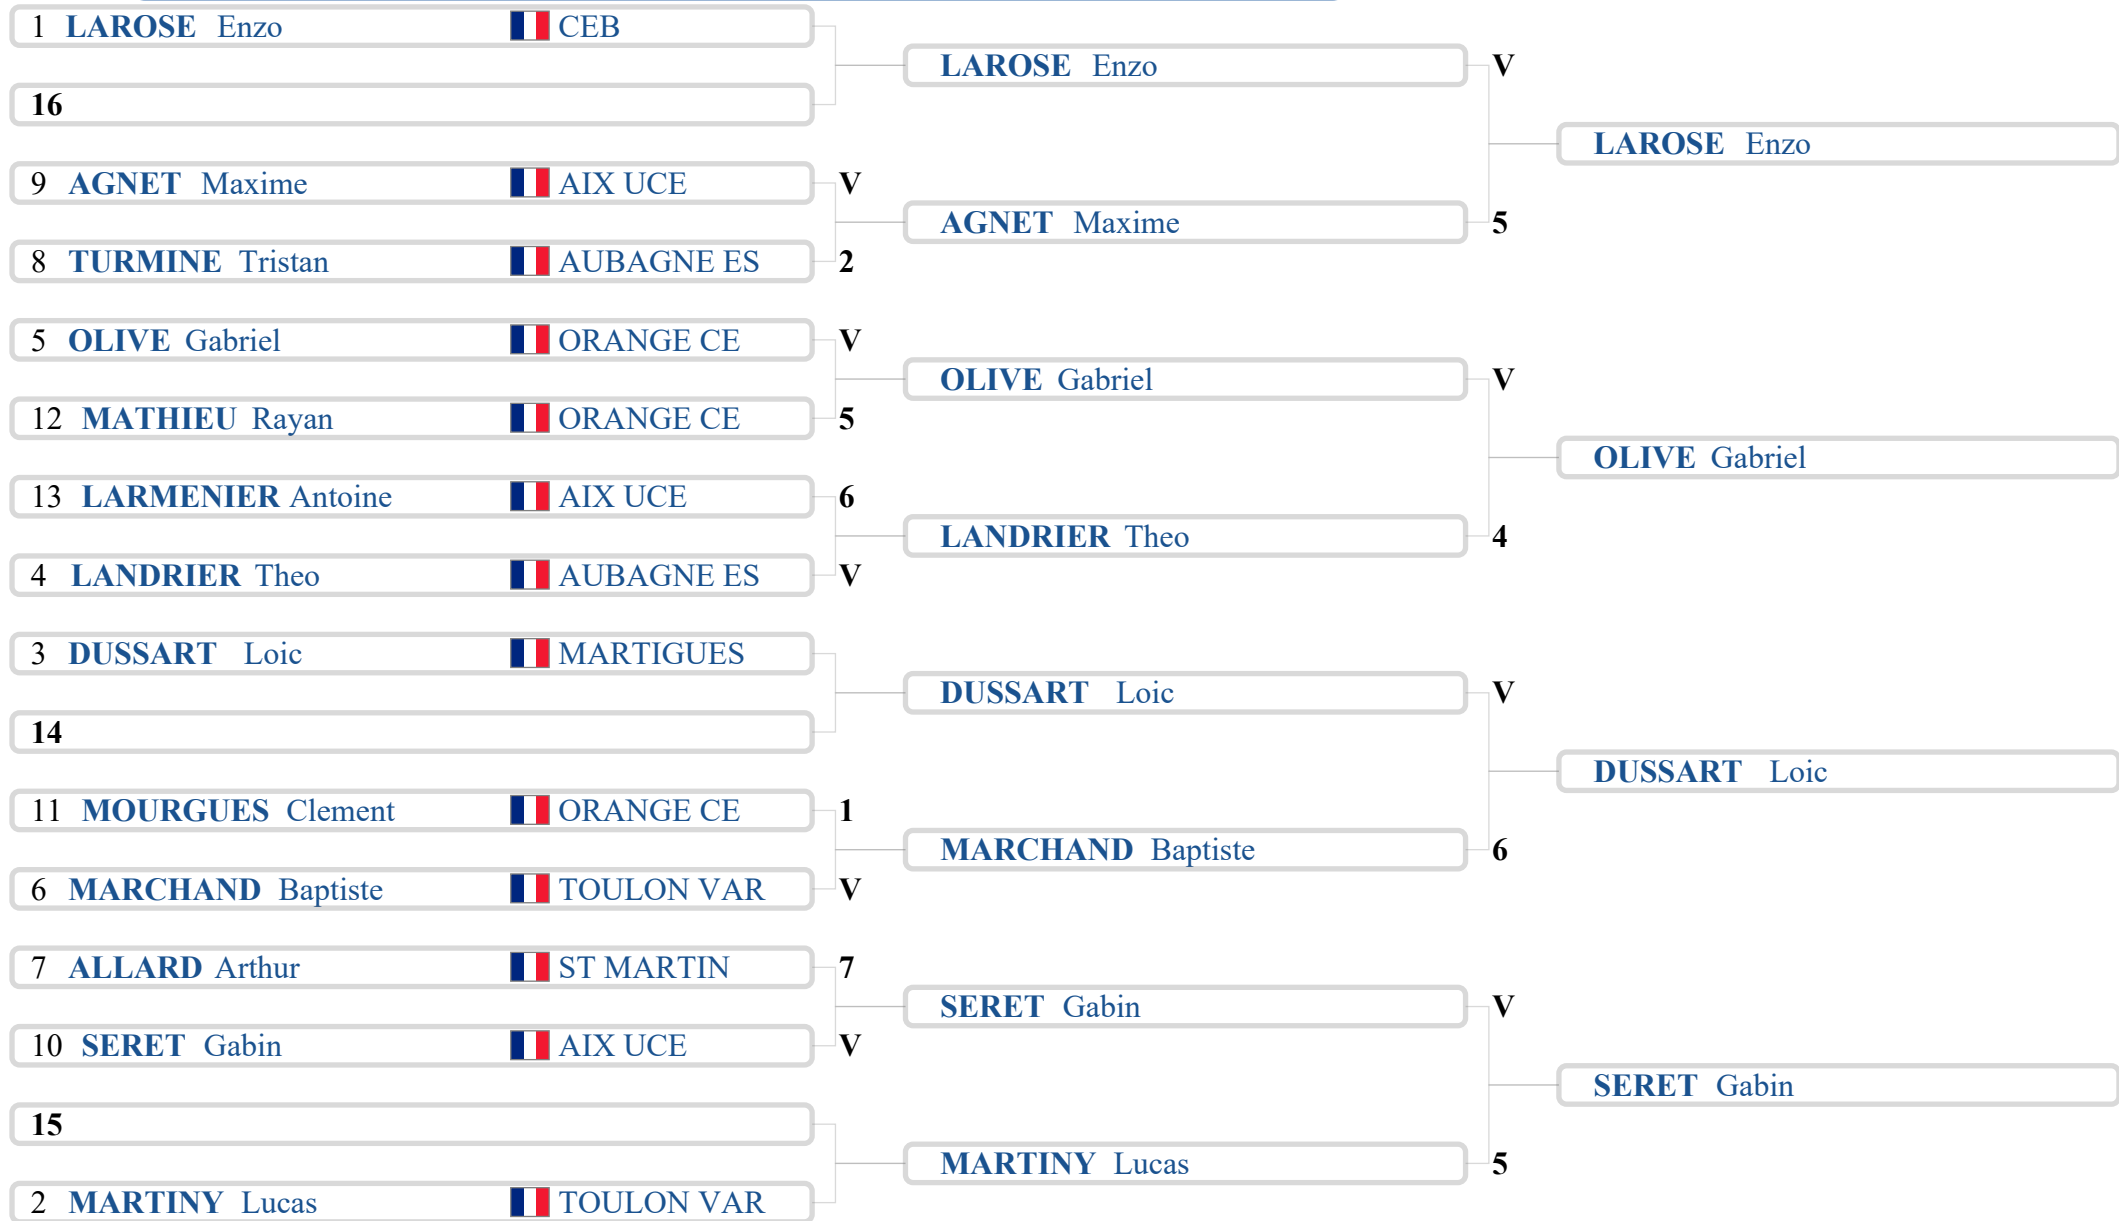 1 LAROSE Enzo CEB
16
9 AGNET Maxime AIX UCE V
8 TURMINE Tristan AUBAGNE ES 2
5 OLIVE Gabriel ORANGE CE V
12 MATHIEU Rayan ORANGE CE 5
13 LARMENIER Antoine AIX UCE 6
4 LANDRIER Theo AUBAGNE ES V
3 DUSSART Loic MARTIGUES
14
11 MOURGUES Clement ORANGE CE 1
6 MARCHAND Baptiste TOULON VAR V
7 ALLARD Arthur ST MARTIN 7
10 SERET Gabin AIX UCE V
15
2 MARTINY Lucas TOULON VAR
LAROSE Enzo V
AGNET Maxime 5
OLIVE Gabriel V
LANDRIER Theo 4
DUSSART Loic V
MARCHAND Baptiste 6
SERET Gabin V
MARTINY Lucas 5
LAROSE Enzo
OLIVE Gabriel
DUSSART Loic
SERET Gabin